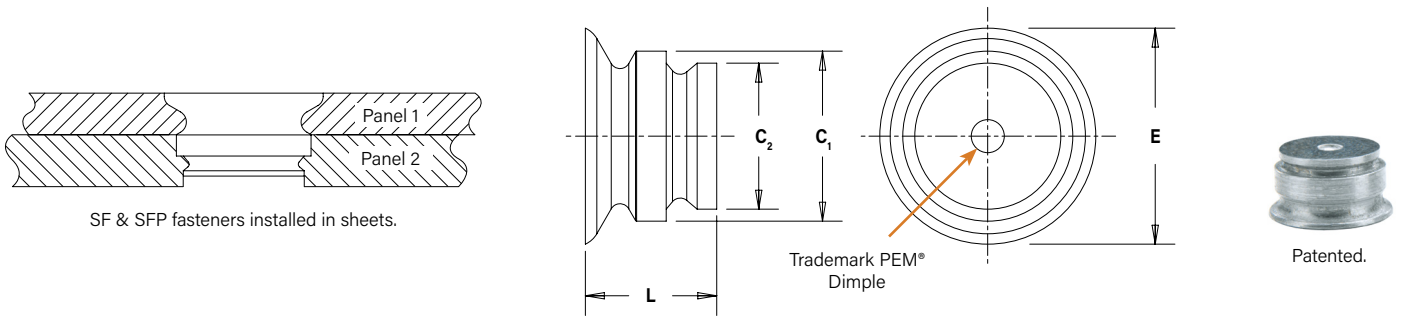 Panel 1
Panel 2
SF & SFP fasteners installed in sheets.
C₂
C₁
E
L
Trademark PEM®
Dimple
Patented.